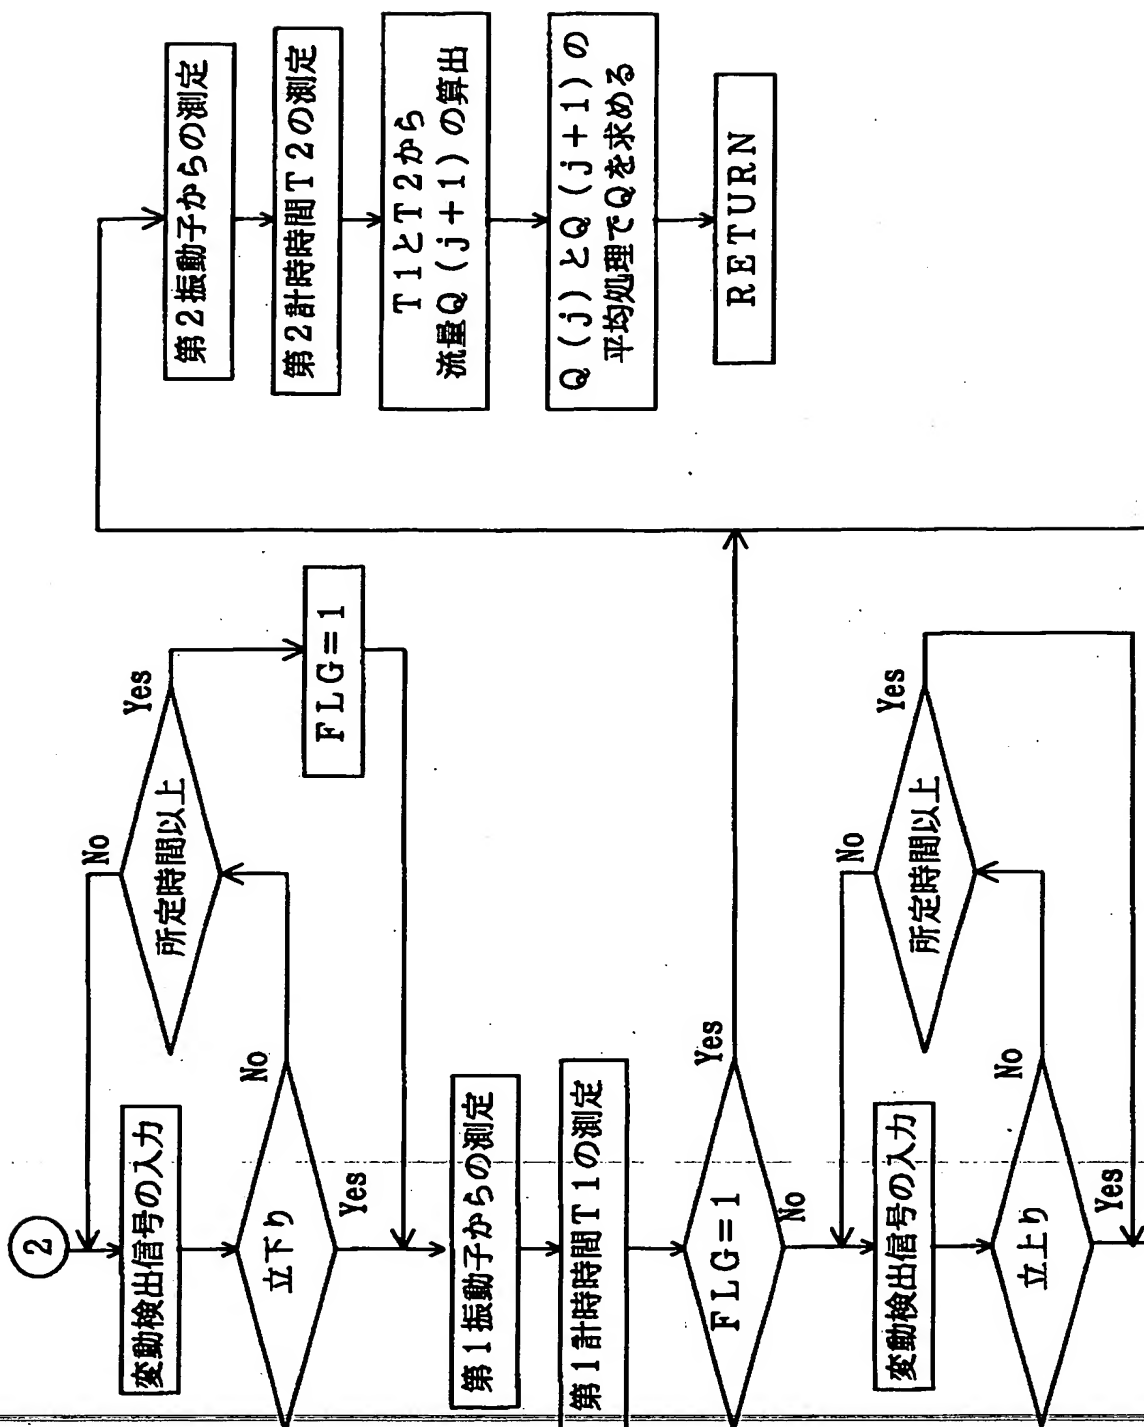 2
変動検出信号の入力
立下り
No
Yes
所定時間以上
No
Yes
FLG=1
第1振動子からの測定
第1計時時間T1の測定
FLG=1
Yes
No
変動検出信号の入力
立上り
No
Yes
所定時間以上
No
Yes
第2振動子からの測定
第2計時時間T2の測定
T1とT2から
流量Q(j+1)の算出
Q(j)とQ(j+1)の
平均処理でQを求める
RETURN